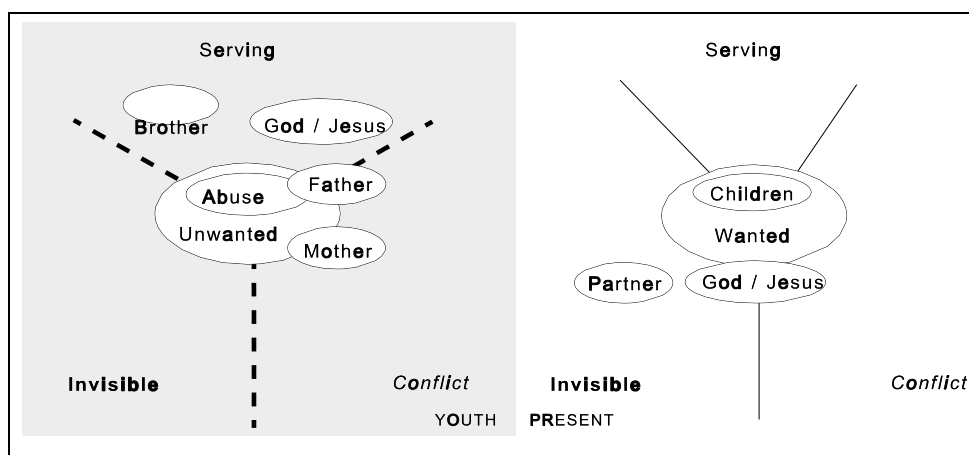 Serving
Brother
God / Jesus
Abuse
Father
Unwanted
Mother
Invisible
Conflict
YOUTH
Serving
Children
Wanted
Partner
God / Jesus
Invisible
Conflict
PRESENT